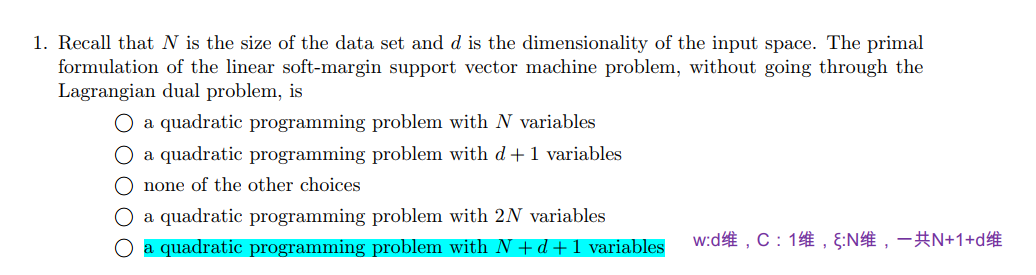 1. Recall that N is the size of the data set and d is the dimensionality of the input space. The primal
formulation of the linear soft-margin support vector machine problem, without going through the
Lagrangian dual problem, is
a quadratic programming problem with N variables
a quadratic programming problem with d + 1 variables
none of the other choices
a quadratic programming problem with 2N variables
a quadratic programming problem with N + d + 1 variables w:d维，C：1维，ξ:N维，一共N+1+d维